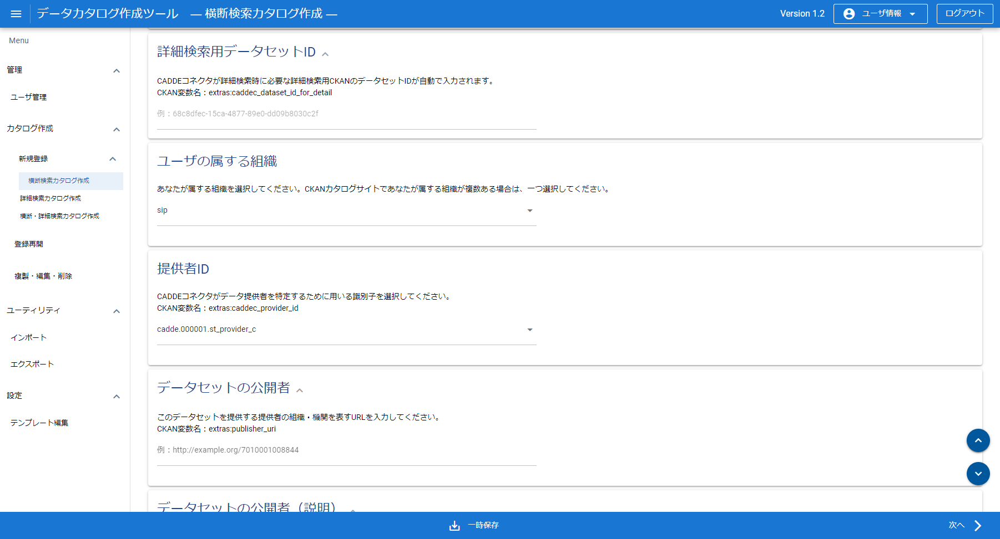 データカタログ作成ツール ― 横断検索カタログ作成 ―
Version 1.2
ユーザ情報
ログアウト
Menu
管理
ユーザ管理
カタログ作成
新規登録
横断検索カタログ作成
詳細検索カタログ作成
横断・詳細検索カタログ作成
登録再開
複製・編集・削除
ユーティリティ
インポート
エクスポート
設定
テンプレート編集
詳細検索用データセットID
CADDEコネクタが詳細検索時に必要な詳細検索用CKANのデータセットIDが自動で入力されます。
CKAN変数名：extras:caddec_dataset_id_for_detail
例：68c8dfec-15ca-4877-89e0-dd09b8030c2f
ユーザの属する組織
あなたが属する組織を選択してください。CKANカタログサイトであなたが属する組織が複数ある場合は、一つ選択してください。
sip
提供者ID
CADDEコネクタがデータ提供者を特定するために用いる識別子を選択してください。
CKAN変数名：extras:caddec_provider_id
cadde.000001.st_provider_c
データセットの公開者
このデータセットを提供する提供者の組織・機関を表すURLを入力してください。
CKAN変数名：extras:publisher_uri
例：http://example.org/7010001008844
データセットの公開者（説明）
一時保存
次へ